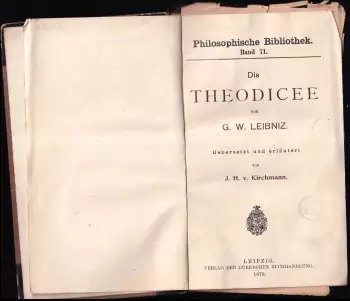 Philosophische Bibliothek.
Band 71.
Die
THEODICEE
von
G. W. LEIBNIZ.
Uebersetzt und erläutert
von
J. H. v. Kirchmann.
LEIPZIG.
VERLAG DER DÜRR'SCHEN BUCHHANDLUNG.
1879.